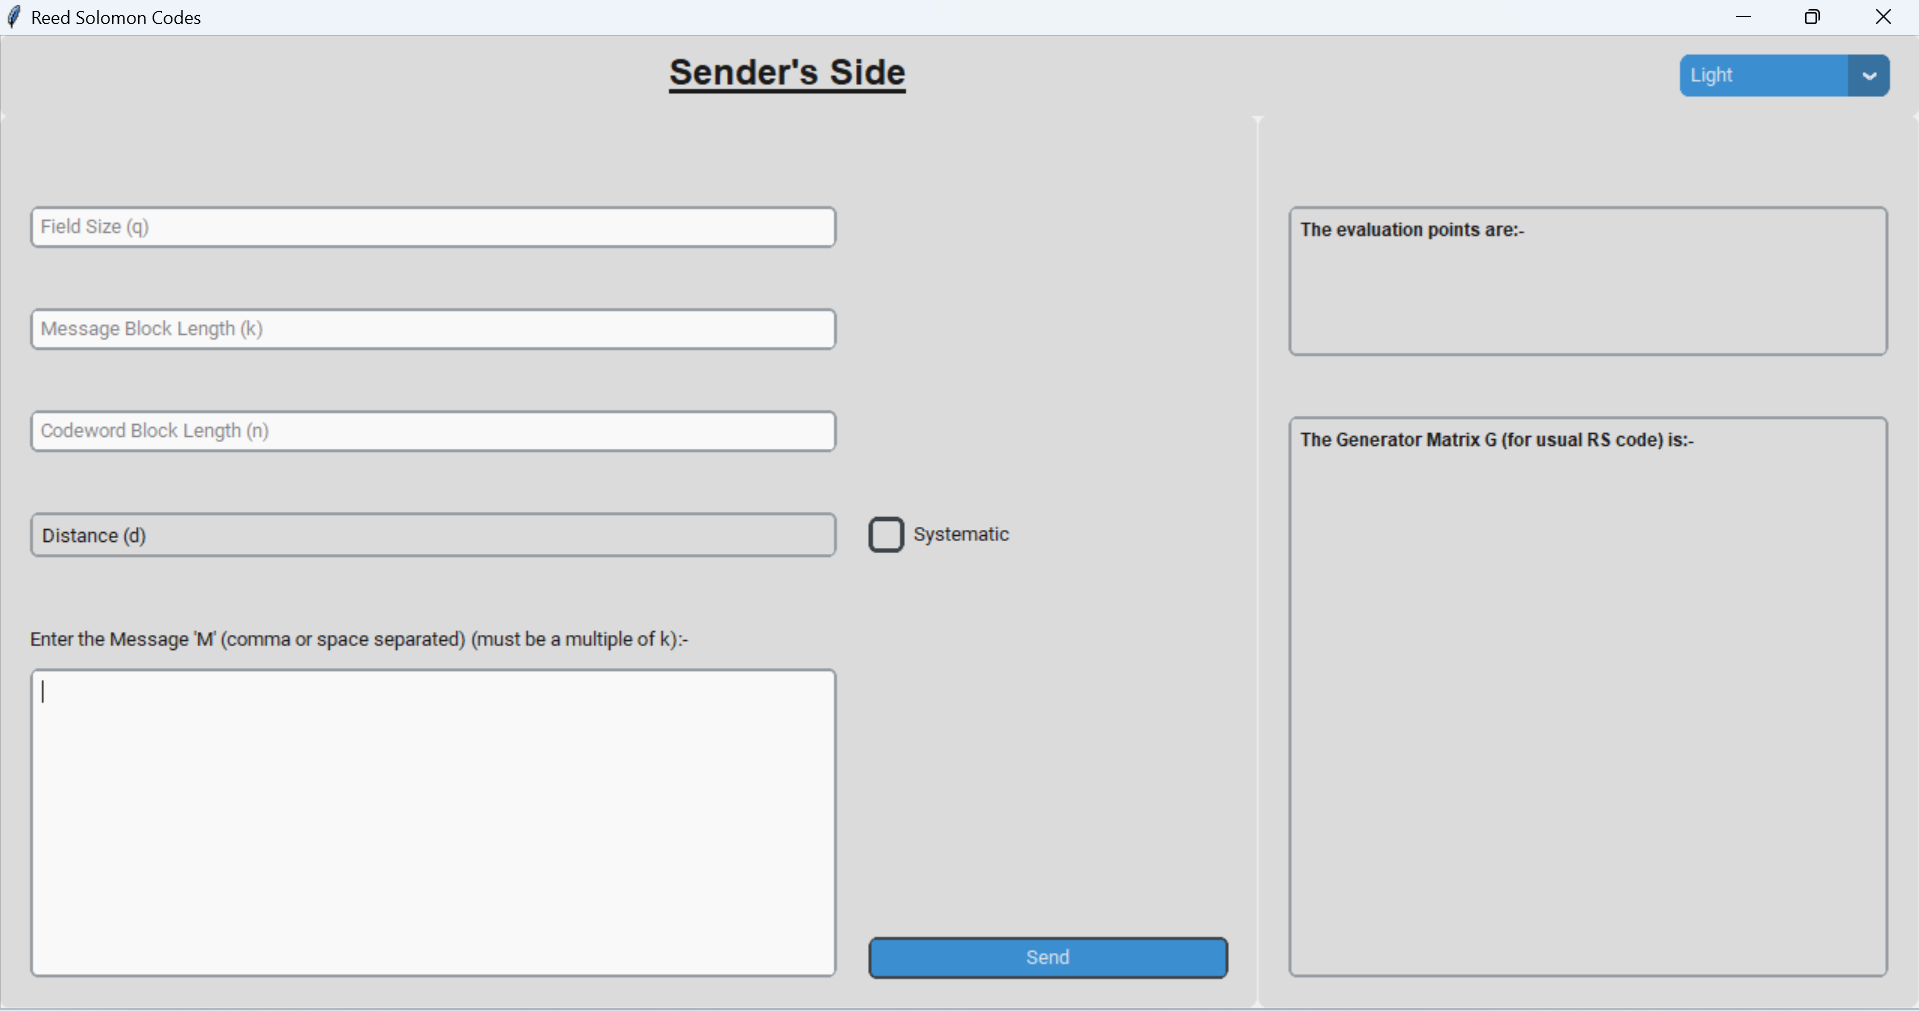 Reed Solomon Codes
Sender's Side
Light
Field Size (q)
Message Block Length (k)
Codeword Block Length (n)
Distance (d)
Systematic
Enter the Message 'M' (comma or space separated) (must be a multiple of k):-
Send
The evaluation points are:-
The Generator Matrix G (for usual RS code) is:-